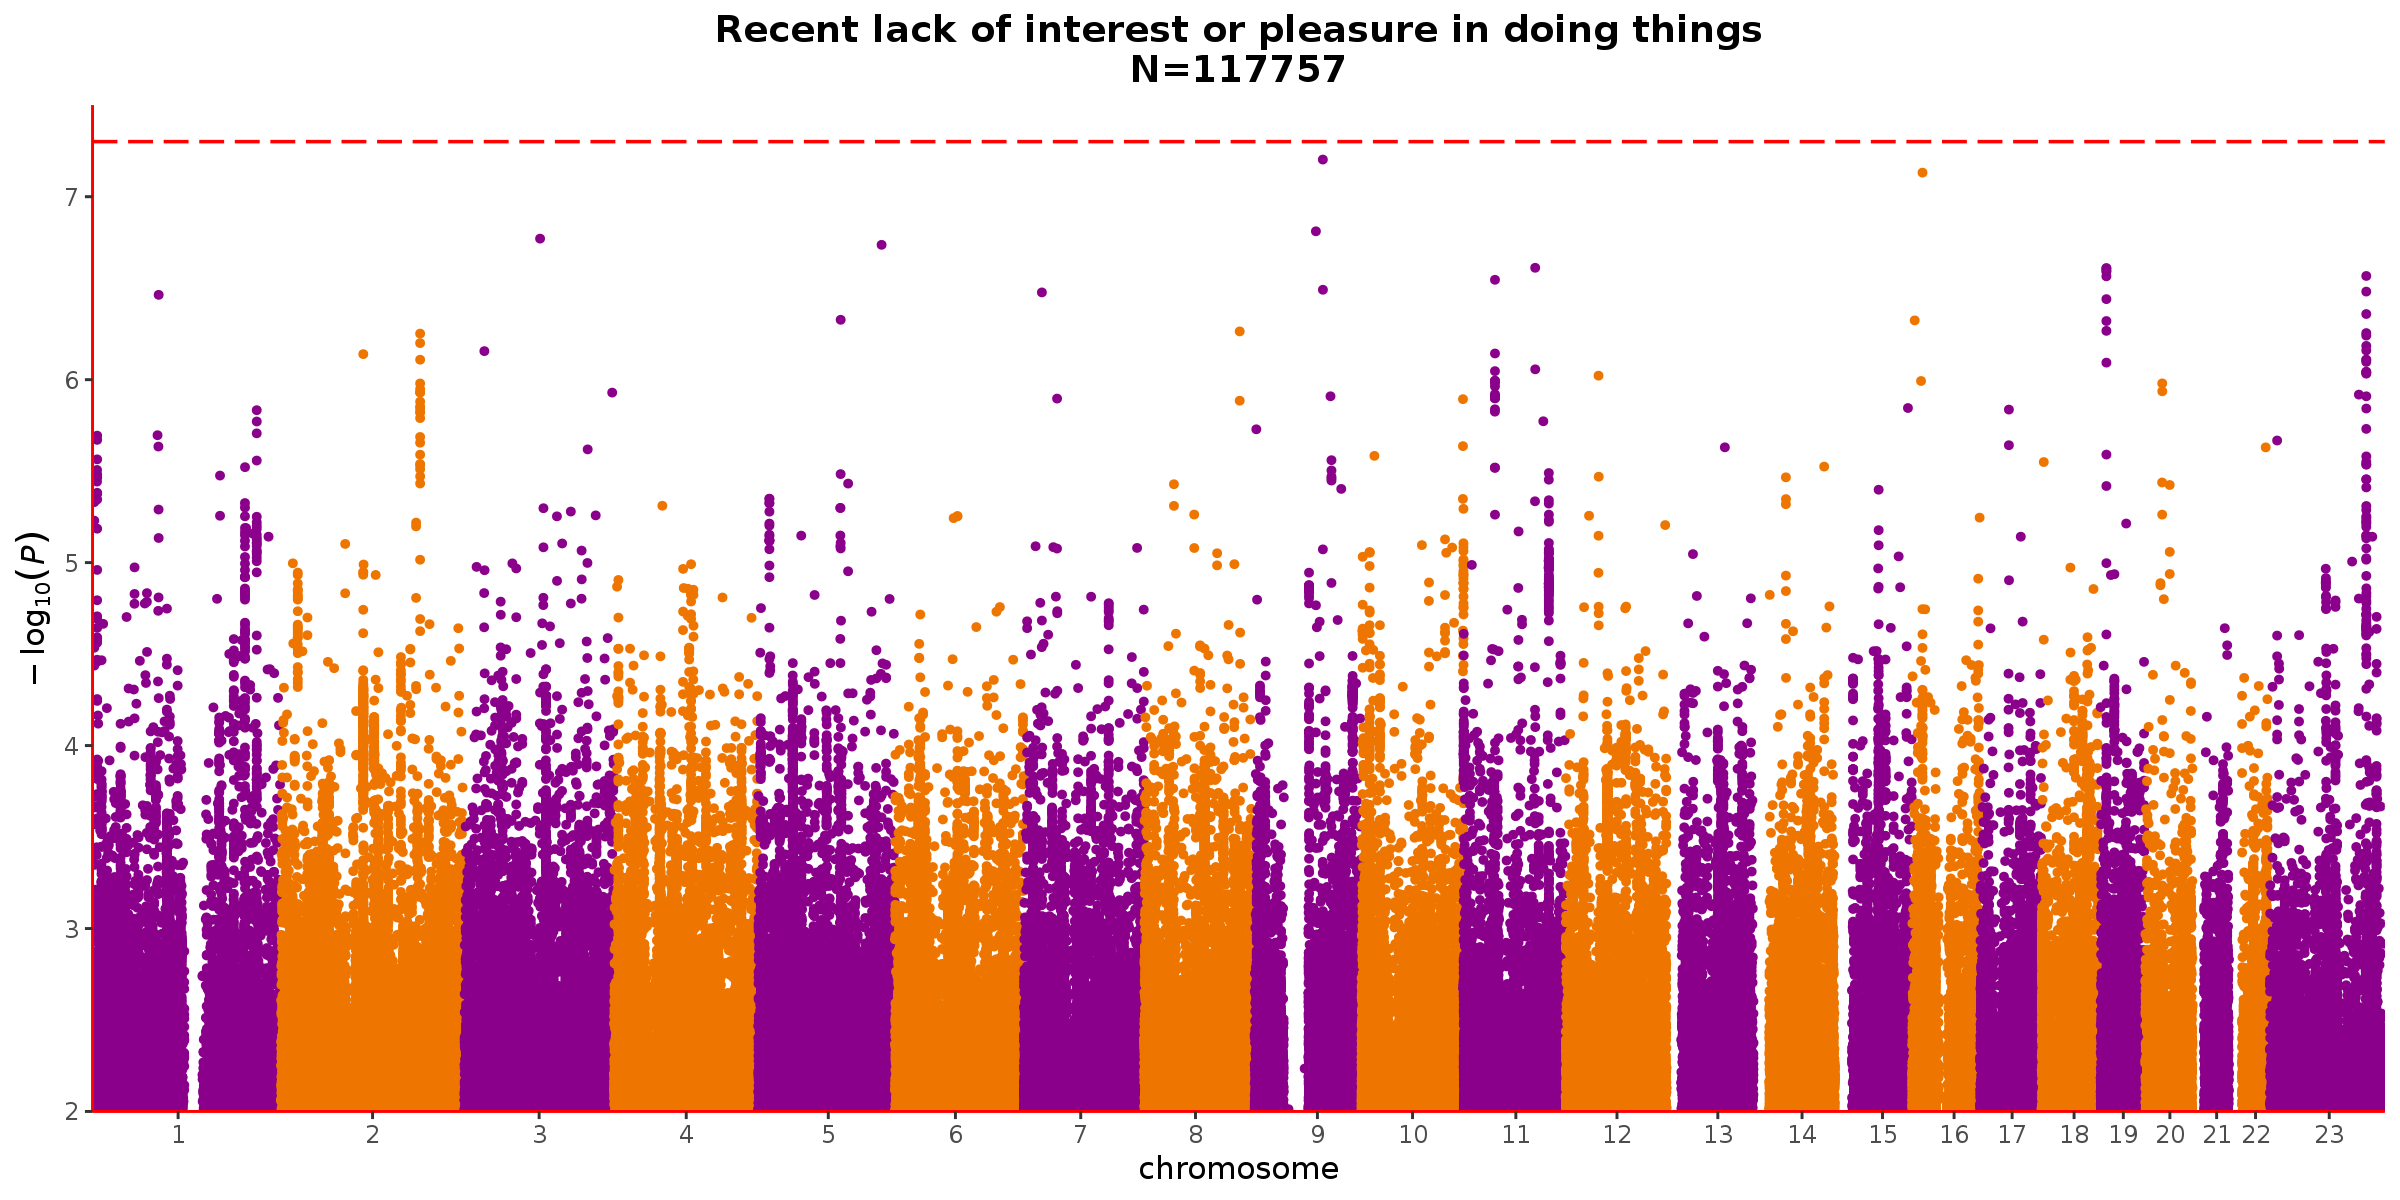 Recent lack of interest or pleasure in doing things
N=117757
− log10(P)
7
6
5
4
3
2
1 2 3 4 5 6 7 8 9 10 11 12 13 14 15 16 17 18 19 20 21 22 23
chromosome